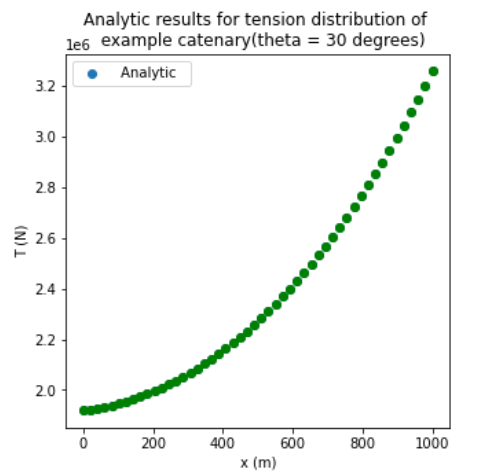 Analytic results for tension distribution of
example catenary(theta = 30 degrees)
1e6
Analytic
3.2
3.0
2.8
2.6
2.4
2.2
2.0
T (N)
0 200 400 600 800 1000
x (m)